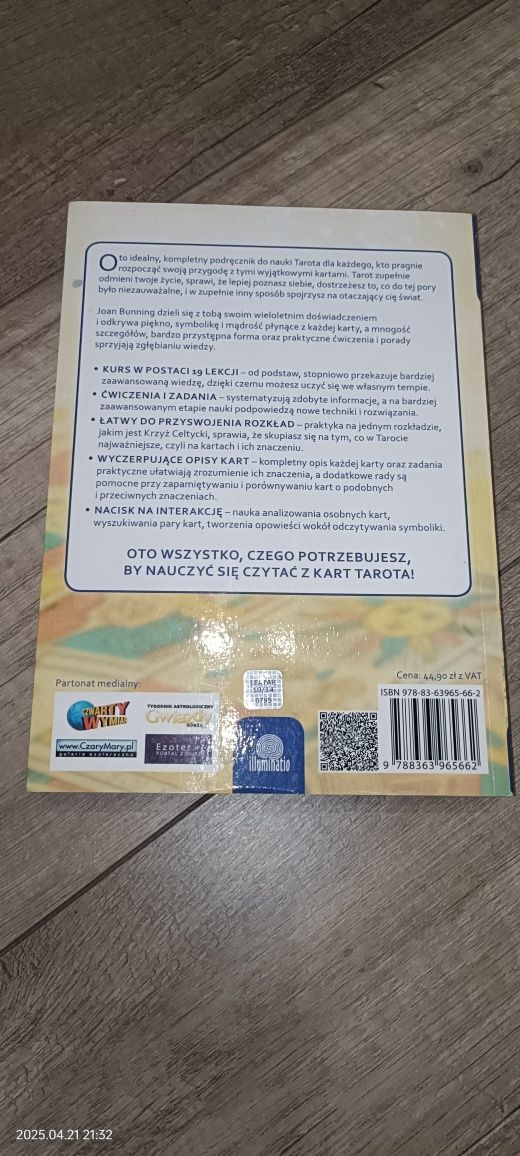 Oto idealny, kompletny podręcznik do nauki Tarota dla każdego, kto pragnie
rozpocząć swoją przygodę z tymi wyjątkowymi kartami. Tarot zupełnie
odmieni twoje życie, sprawi, że lepiej poznasz siebie, dostrzeżesz to, co do tej pory
było niezauważalne, i w zupełnie inny sposób spojrzysz na otaczający cię świat.
Joan Bunning dzieli się z tobą swoim wieloletnim doświadczeniem
i odkrywa piękno, symbolikę i mądrość płynące z każdej karty, a mnogość
szczegółów, bardzo przystępna forma oraz praktyczne ćwiczenia i porady
sprzyjają zgłębianiu wiedzy.
• KURS W POSTACI 19 LEKCJI – od podstaw, stopniowo przekazuje bardziej
zaawansowaną wiedzę, dzięki czemu możesz uczyć się we własnym tempie.
• ĆWICZENIA I ZADANIA – systematyzują zdobyte informacje, a na bardziej
zaawansowanym etapie nauki podpowiedzą nowe techniki i rozwiązania.
• ŁATWY DO PRZYSWOJENIA ROZKŁAD – praktyka na jednym rozkładzie,
jakim jest Krzyż Celtycki, sprawia, że skupiasz się na tym, co w Tarocie
najważniejsze, czyli na kartach i ich znaczeniu.
• WYCZERPUJĄCE OPISY KART – kompletny opis każdej karty oraz zadania
praktyczne ułatwiają zrozumienie ich znaczenia, a dodatkowe rady są
pomocne przy zapamiętywaniu i porównywaniu kart o podobnych
i przeciwnych znaczeniach.
• NACISK NA INTERAKCJĘ – nauka analizowania osobnych kart,
wyszukiwania pary kart, tworzenia opowieści wokół odczytywania symboliki.
OTO WSZYSTKO, CZEGO POTRZEBUJESZ,
BY NAUCZYĆ SIĘ CZYTAĆ Z KART TAROTA!
Partonat medialny:
CZWARTY
WYMIAR
TYGODNIK ASTROLOGICZNY
Gwiazdy
mówią
www.CzaryMary.pl
galeria ezoteryczna
Ezoter
10/14
0795
illuminatio
Cena: 44,90 zł z VAT
ISBN 978-83-63965-66-2
9 788363 965662
2025.04.21 21:32